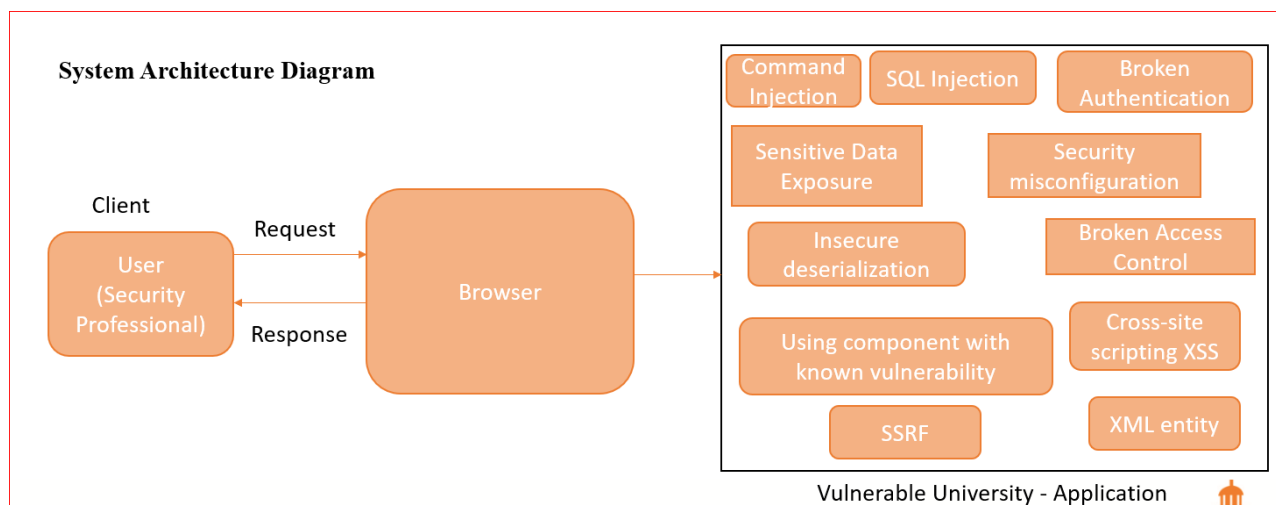 System Architecture Diagram
Client
User
(Security
Professional)
Request
Response
Browser
Command
Injection
SQL Injection
Broken
Authentication
Sensitive Data
Exposure
Security
misconfiguration
Insecure
deserialization
Broken Access
Control
Using component with
known vulnerability
Cross-site
scripting XSS
SSRF
XML entity
Vulnerable University - Application